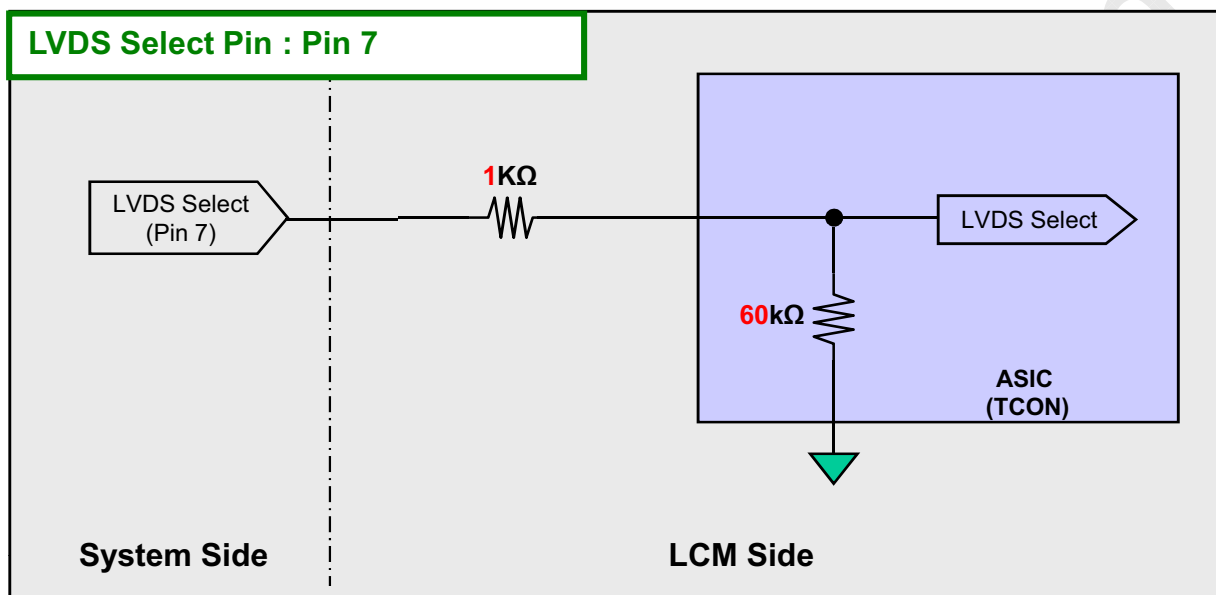 LVDS Select Pin : Pin 7
LVDS Select
(Pin 7)
1KΩ
LVDS Select
60kΩ
ASIC
(TCON)
System Side
LCM Side